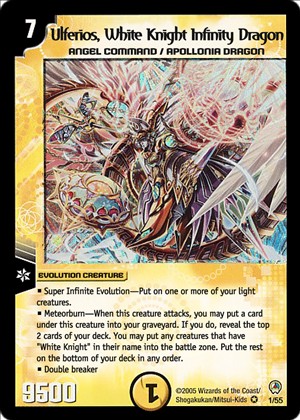 7
Ulferios, White Knight Infinity Dragon
ANGEL COMMAND / APOLLONIA DRAGON
EVOLUTION CREATURE
■ Super Infinite Evolution—Put on one or more of your light
creatures.
■ Meteorburn—When this creature attacks, you may put a card
under this creature into your graveyard. If you do, reveal the top
2 cards of your deck. You may put any creatures that have
"White Knight" in their name into the battle zone. Put the rest
on the bottom of your deck in any order.
■ Double breaker
9500
1
©2005 Wizards of the Coast/
Shogakukan/Mitsui-Kids
1/55